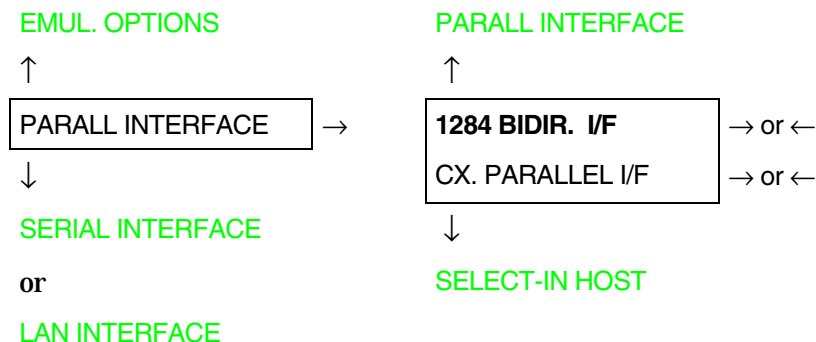 EMUL. OPTIONS
↑
PARALL INTERFACE →
↓
SERIAL INTERFACE
or
LAN INTERFACE
PARALL INTERFACE
↑
1284 BIDIR. I/F → or ←
CX. PARALLEL I/F → or ←
↓
SELECT-IN HOST